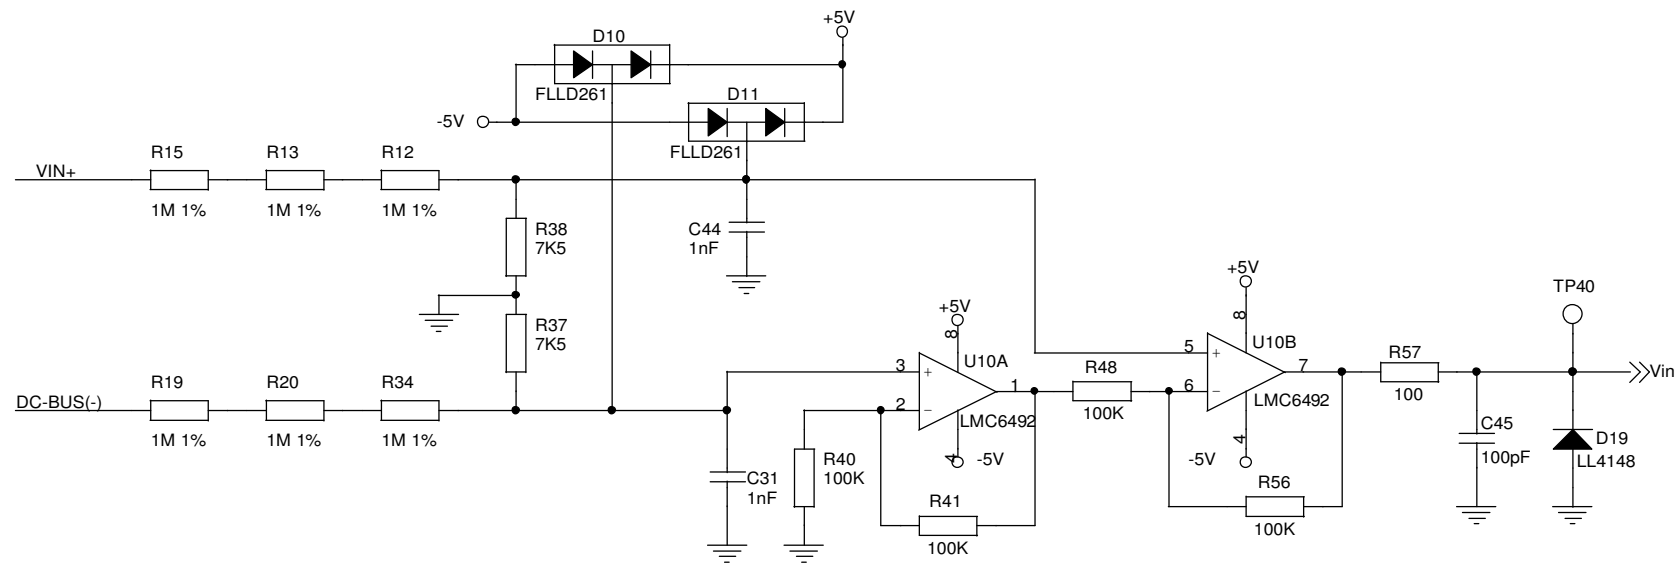 +5V
D10
FLLD261
D11
-5V
FLLD261
R15
R13
R12
VIN+
1M 1%
1M 1%
1M 1%
R38
7K5
C44
1nF
+5V
TP40
+5V
8
R37
7K5
8
U10A
5
+
U10B
R57
3
+
R48
7
Vin
R19
R20
R34
1
6
−
DC-BUS(-)
2
−
LMC6492
100
1M 1%
1M 1%
1M 1%
LMC6492
100K
C45
100pF
4
D19
LL4148
R40
100K
4
-5V
-5V
C31
1nF
R41
R56
100K
100K